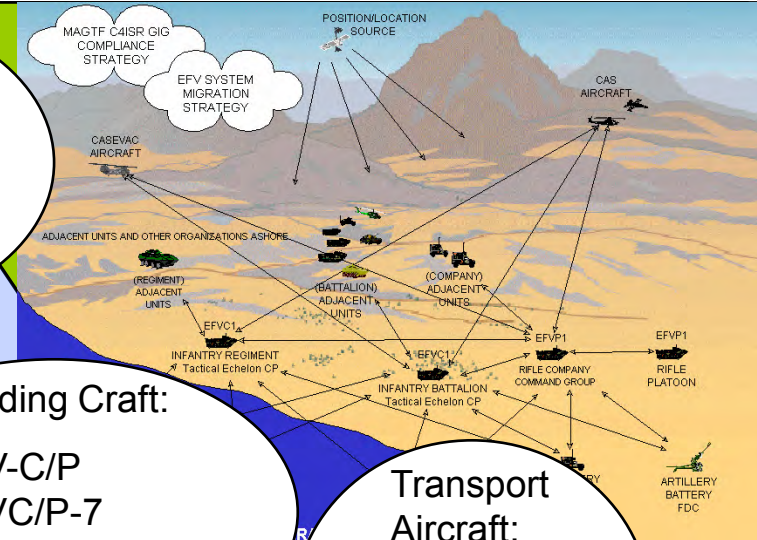 MAGTF C4ISR GIG
COMPLIANCE
STRATEGY
EFV SYSTEM
MIGRATION
STRATEGY
POSITION/LOCATION
SOURCE
CAS
AIRCRAFT
CASEVAC
AIRCRAFT
ADJACENT UNITS AND OTHER ORGANIZATIONS ASHORE
(REGIMENT)
ADJACENT
UNITS
(BATTALION)
ADJACENT
UNITS
(COMPANY)
ADJACENT
UNITS
EFVC1
INFANTRY REGIMENT
Tactical Echelon CP
EFVC1
INFANTRY BATTALION
Tactical Echelon CP
EFVP1
RIFLE COMPANY
COMMAND GROUP
EFVP1
RIFLE
PLATOON
ARTILLERY
BATTERY
FDC
ding Craft:
V-C/P
VC/P-7
Transport
Aircraft: